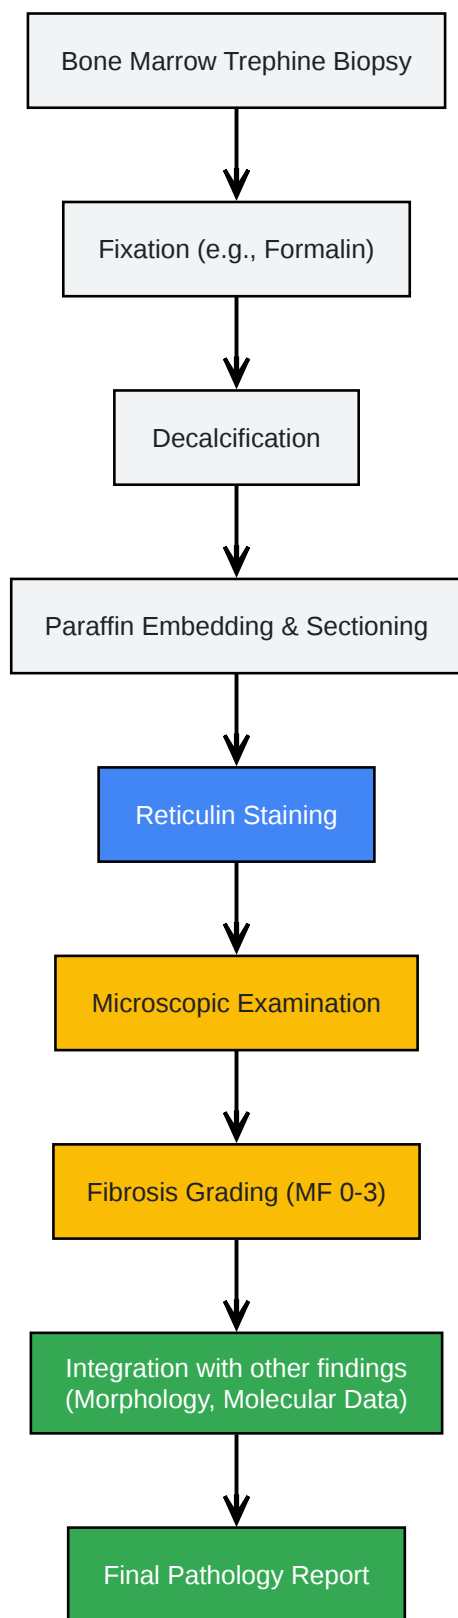 Bone Marrow Trephine Biopsy
Fixation (e.g., Formalin)
Decalcification
Paraffin Embedding & Sectioning
Reticulin Staining
Microscopic Examination
Fibrosis Grading (MF 0-3)
Integration with other findings
(Morphology, Molecular Data)
Final Pathology Report